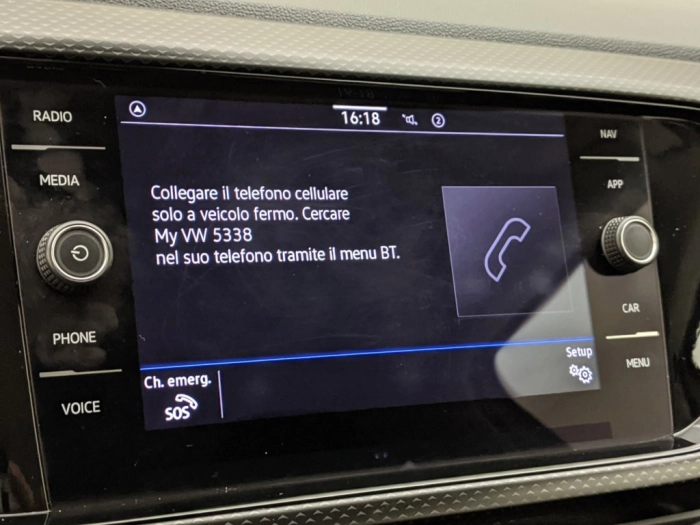 RADIO
MEDIA
PHONE
VOICE
16:18
2
Collegare il telefono cellulare
solo a veicolo fermo. Cercare
My VW 5338
nel suo telefono tramite il menu BT.
Ch. emerg.
SOS
Setup
NAV
APP
CAR
MENU